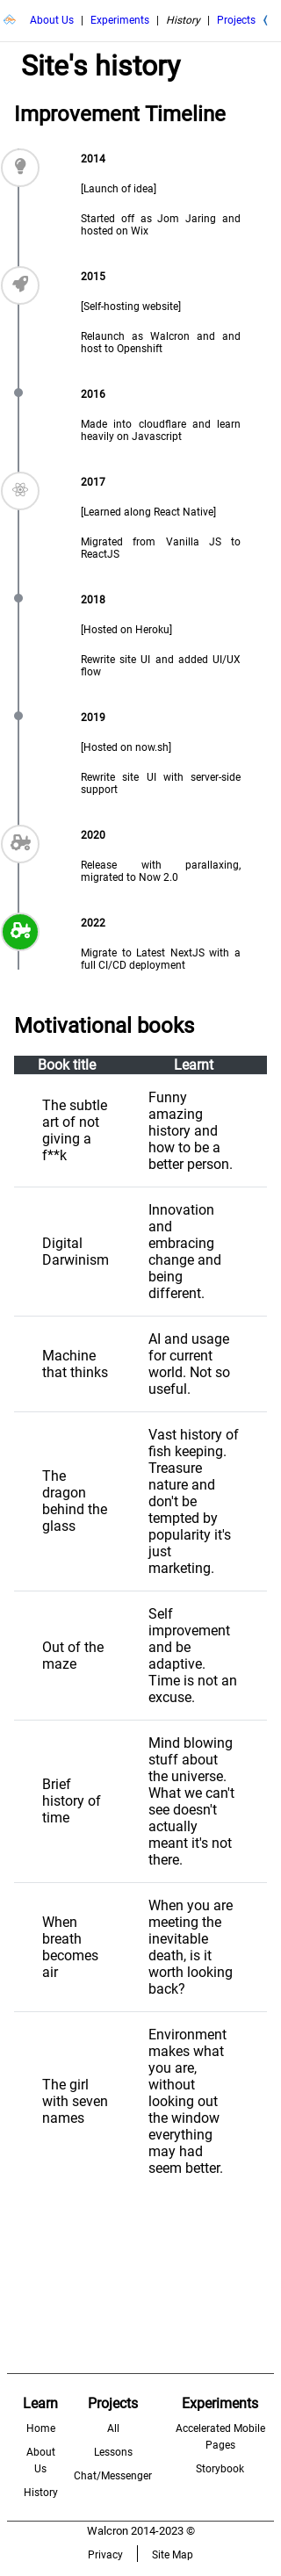 About Us | Experiments | History | Projects
Site's history
Improvement Timeline
2014
[Launch of idea]
Started off as Jom Jaring and
hosted on Wix
2015
[Self-hosting website]
Relaunch as Walcron and and
host to Openshift
2016
Made into cloudflare and learn
heavily on Javascript
2017
[Learned along React Native]
Migrated from Vanilla JS to
ReactJS
2018
[Hosted on Heroku]
Rewrite site UI and added UI/UX
flow
2019
[Hosted on now.sh]
Rewrite site UI with server-side
support
2020
Release with parallaxing,
migrated to Now 2.0
2022
Migrate to Latest NextJS with a
full CI/CD deployment
Motivational books
Book title Learnt
The subtle
art of not
giving a
f**k
Funny
amazing
history and
how to be a
better person.
Digital
Darwinism
Innovation
and
embracing
change and
being
different.
Machine
that thinks
AI and usage
for current
world. Not so
useful.
The
dragon
behind the
glass
Vast history of
fish keeping.
Treasure
nature and
don't be
tempted by
popularity it's
just
marketing.
Out of the
maze
Self
improvement
and be
adaptive.
Time is not an
excuse.
Brief
history of
time
Mind blowing
stuff about
the universe.
What we can't
see doesn't
actually
meant it's not
there.
When
breath
becomes
air
When you are
meeting the
inevitable
death, is it
worth looking
back?
The girl
with seven
names
Environment
makes what
you are,
without
looking out
the window
everything
may had
seem better.
Learn
Home
About
Us
History
Projects
All
Lessons
Chat/Messenger
Experiments
Accelerated Mobile
Pages
Storybook
Walcron 2014-2023 ©
Privacy | Site Map